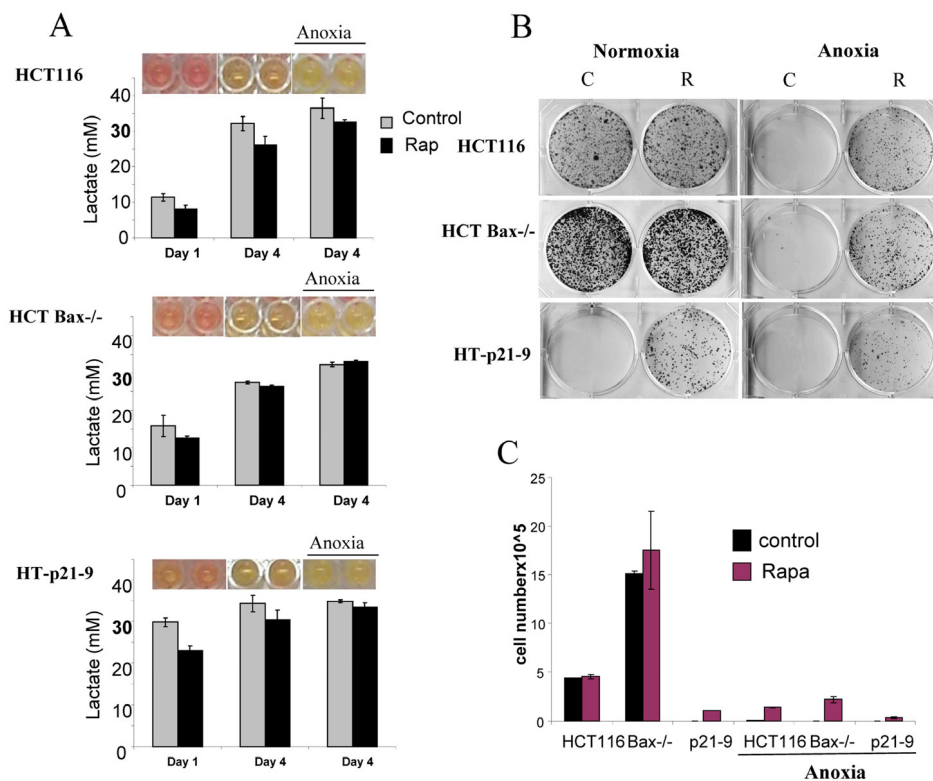 A
Anoxia
HCT116
40
30
20
10
0
Lactate (mM)
Control
Rap
Day 1
Day 4
Day 4
Anoxia
HCT Bax-/-
40
30
20
10
0
Lactate (mM)
Day 1
Day 4
Day 4
Anoxia
HT-p21-9
40
30
20
10
0
Lactate (mM)
Day 1
Day 4
Day 4
B
Normoxia Anoxia
C R C R
HCT116
HCT Bax-/-
HT-p21-9
C
25
20
15
10
5
0
cell numberx10^5
control
Rapa
HCT116 Bax-/- p21-9 HCT116 Bax-/- p21-9
Anoxia